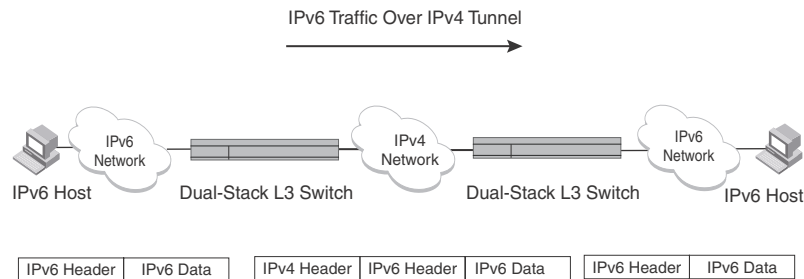 IPv6 Traffic Over IPv4 Tunnel
IPv6
Network
IPv4
Network
IPv6
Network
IPv6 Host
Dual-Stack L3 Switch
Dual-Stack L3 Switch
IPv6 Host
IPv6 Header IPv6 Data
IPv4 Header IPv6 Header IPv6 Data
IPv6 Header IPv6 Data